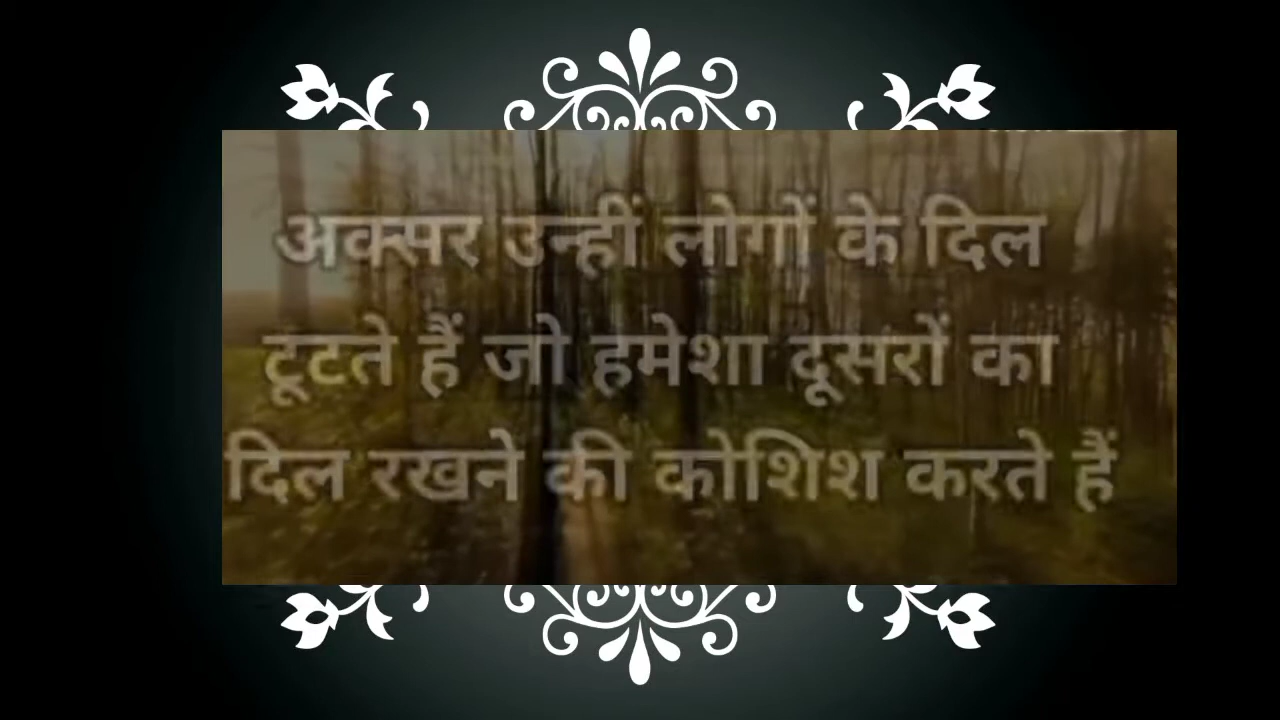 अक्सर उन्हीं लोगों के दिल
टूटते हैं जो हमेशा दूसरों का
दिल रखने की कोशिश करते हैं